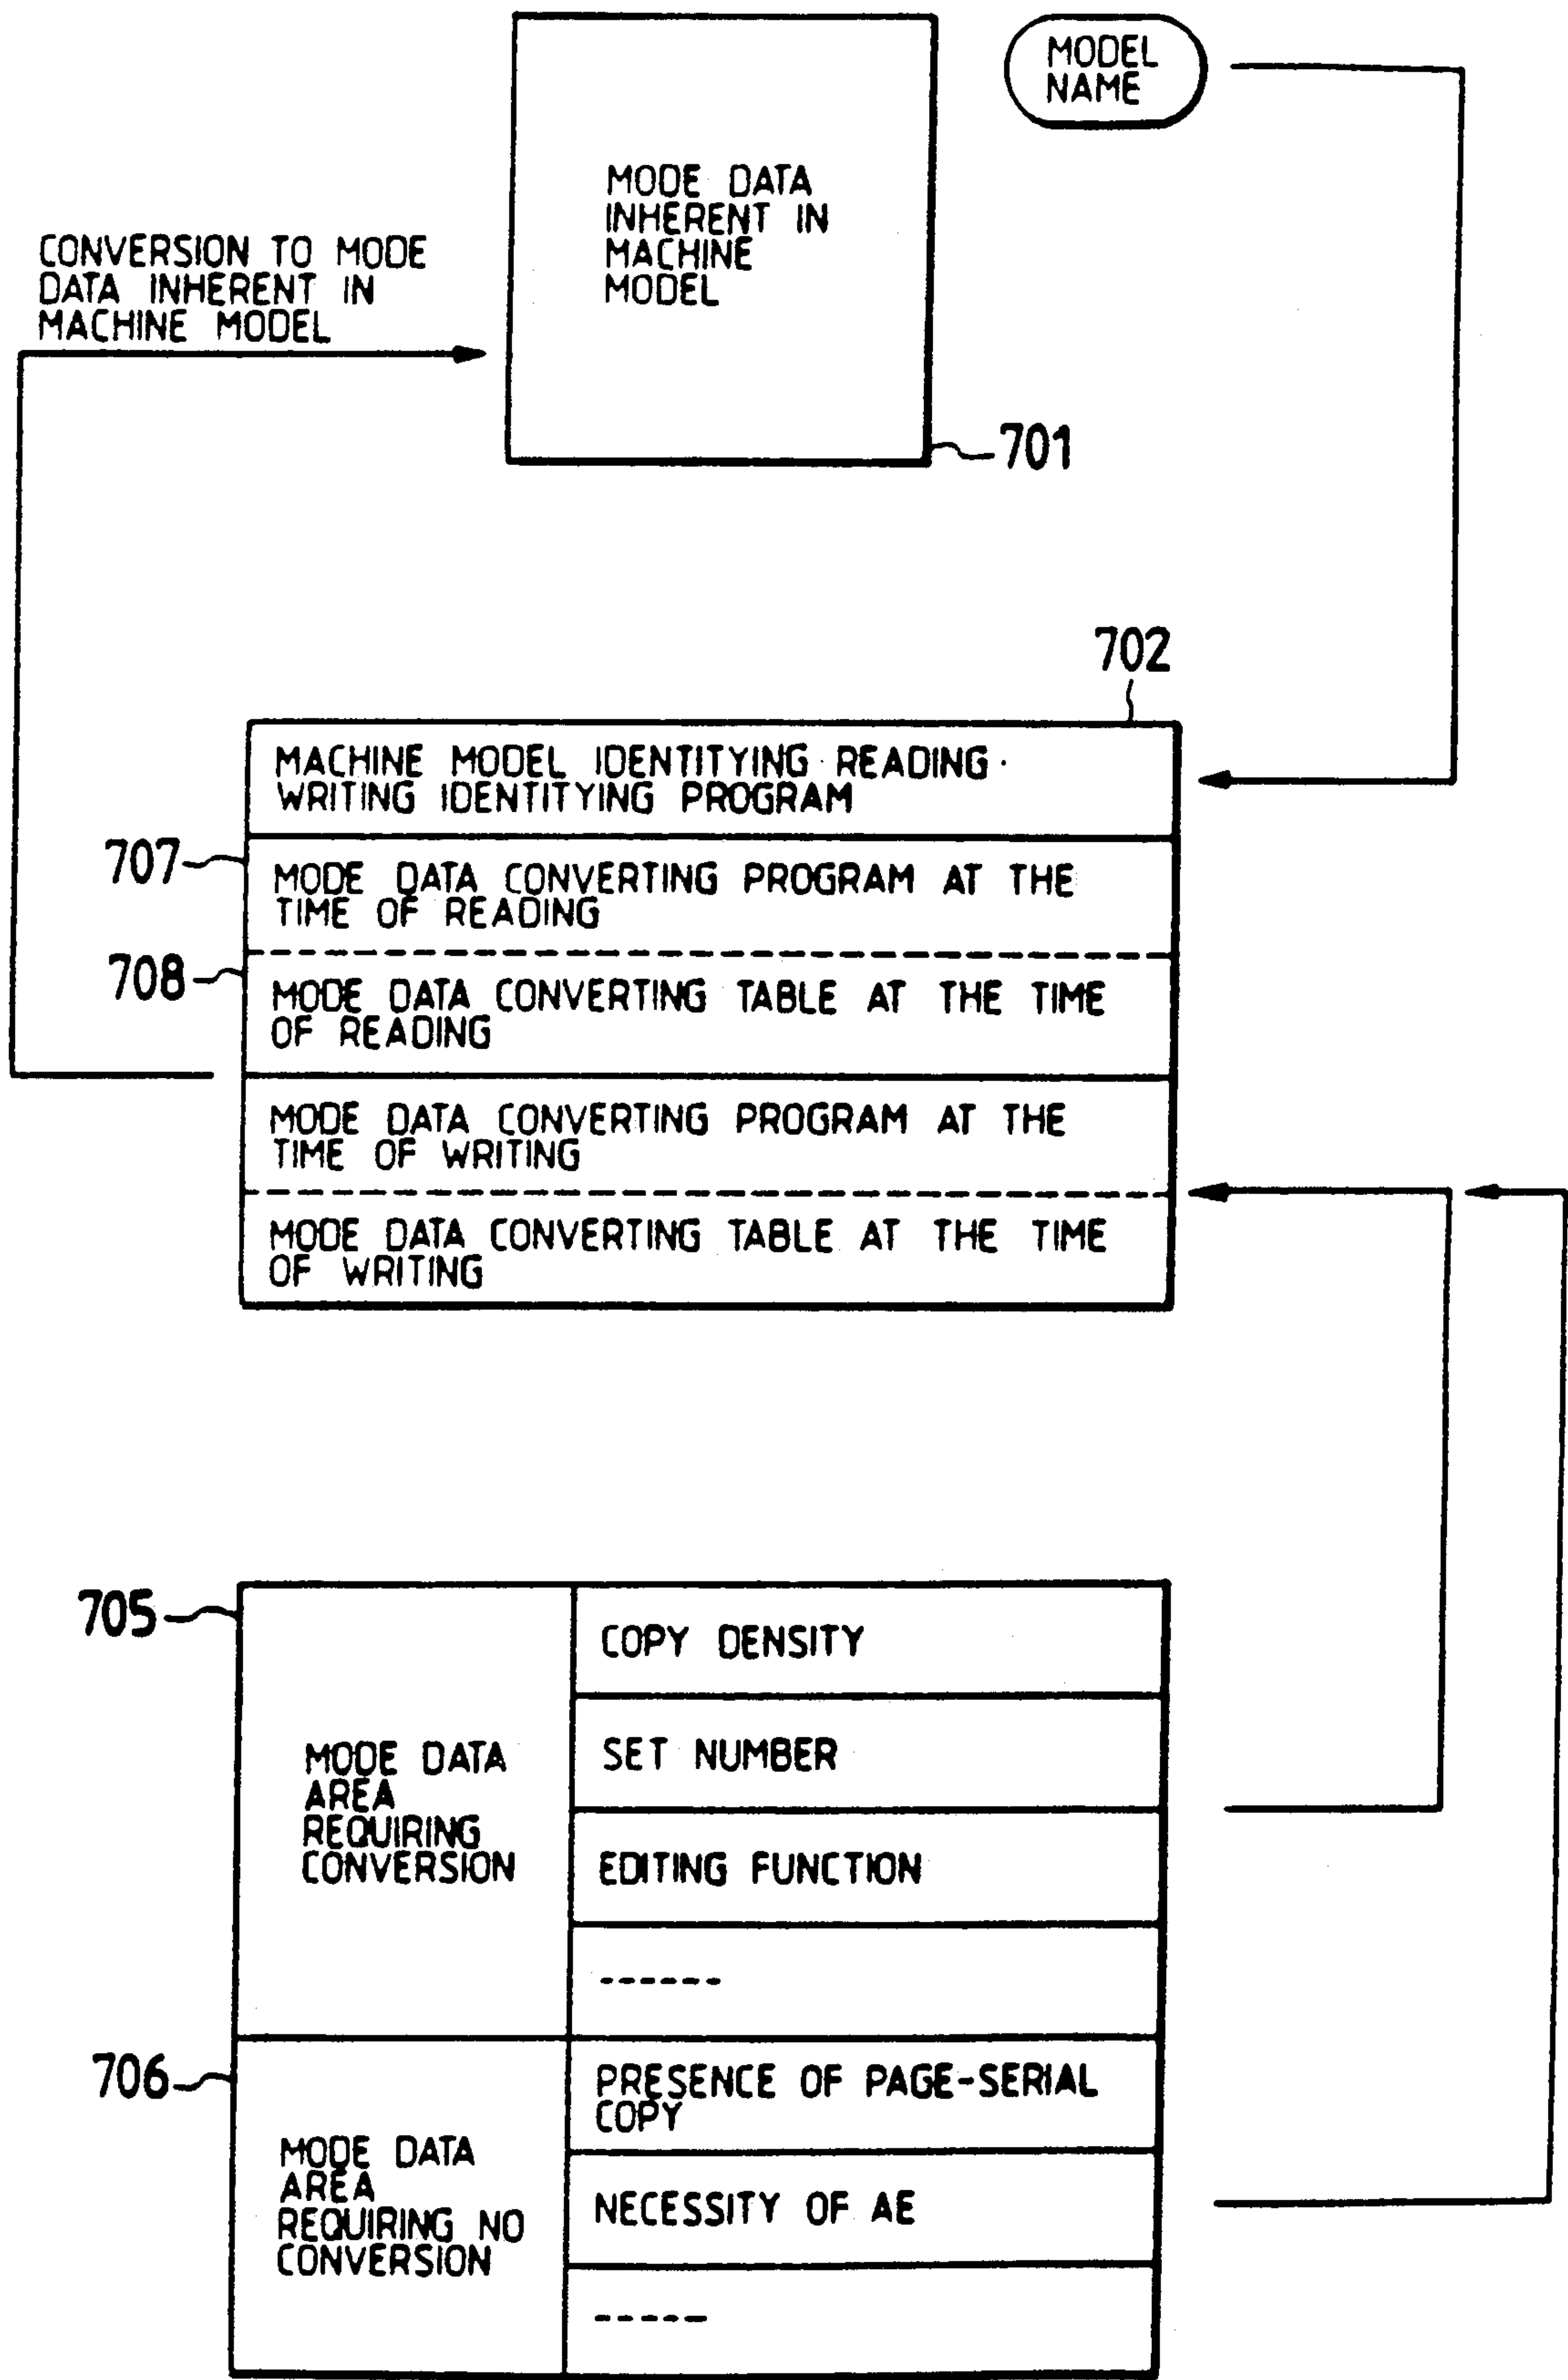 MODEL
NAME
MODE DATA
INHERENT IN
MACHINE
MODEL
CONVERSION TO MODE
DATA INHERENT IN
MACHINE MODEL
701
702
MACHINE MODEL IDENTITYING · READING ·
WRITING IDENTITYING PROGRAM
707
MODE DATA CONVERTING PROGRAM AT THE
TIME OF READING
708
MODE DATA CONVERTING TABLE AT THE TIME
OF READING
MODE DATA CONVERTING PROGRAM AT THE
TIME OF WRITING
MODE DATA CONVERTING TABLE AT THE TIME
OF WRITING
705
MODE DATA
AREA
REQUIRING
CONVERSION
COPY DENSITY
SET NUMBER
EDITING FUNCTION
------
706
MODE DATA
AREA
REQUIRING NO
CONVERSION
PRESENCE OF PAGE-SERIAL
COPY
NECESSITY OF AE
-----